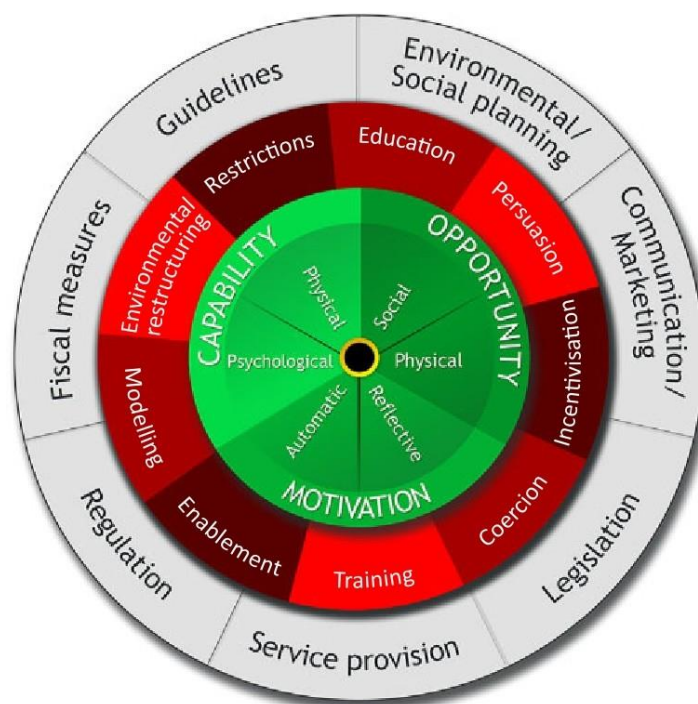 Guidelines
Environmental/
Social planning
Communication/
Marketing
Legislation
Service provision
Regulation
Fiscal measures
Restrictions
Education
Persuasion
Incentivisation
Coercion
Training
Enablement
Modelling
Environmental
restructuring
CAPABILITY
OPPORTUNITY
MOTIVATION
Physical
Social
Psychological
Physical
Automatic
Reflective